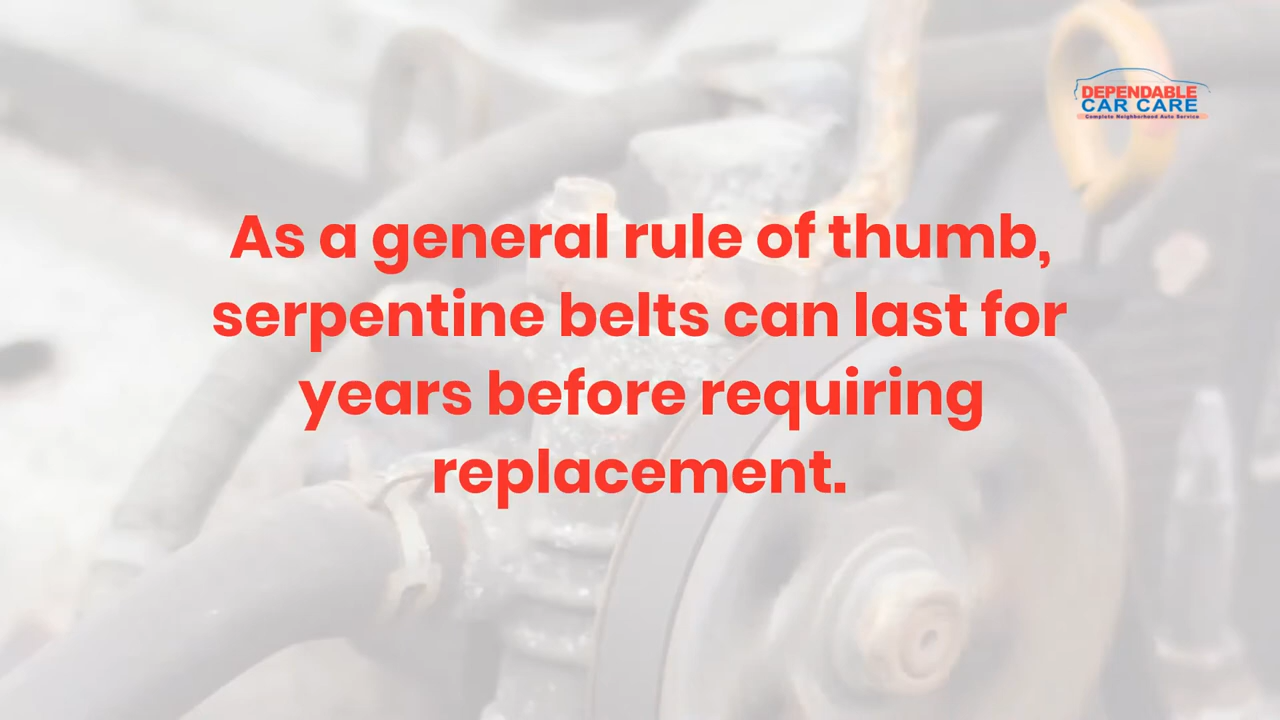 DEPENDABLE
CAR CARE
Complete Neighborhood Auto Service
As a general rule of thumb,
serpentine belts can last for
years before requiring
replacement.